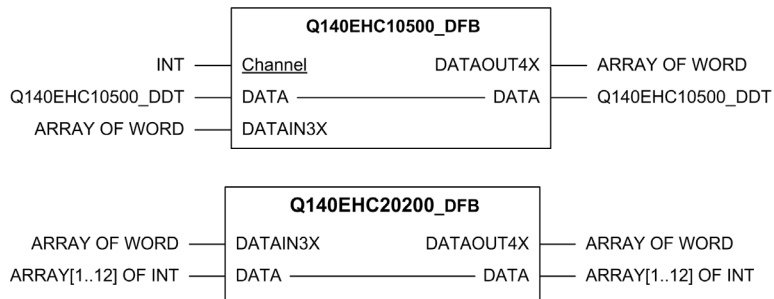 Q140EHC10500_DFB
INT Channel DATAOUT4X ARRAY OF WORD
Q140EHC10500_DDT DATA DATA Q140EHC10500_DDT
ARRAY OF WORD DATAIN3X
Q140EHC20200_DFB
ARRAY OF WORD DATAIN3X DATAOUT4X ARRAY OF WORD
ARRAY[1..12] OF INT DATA DATA ARRAY[1..12] OF INT